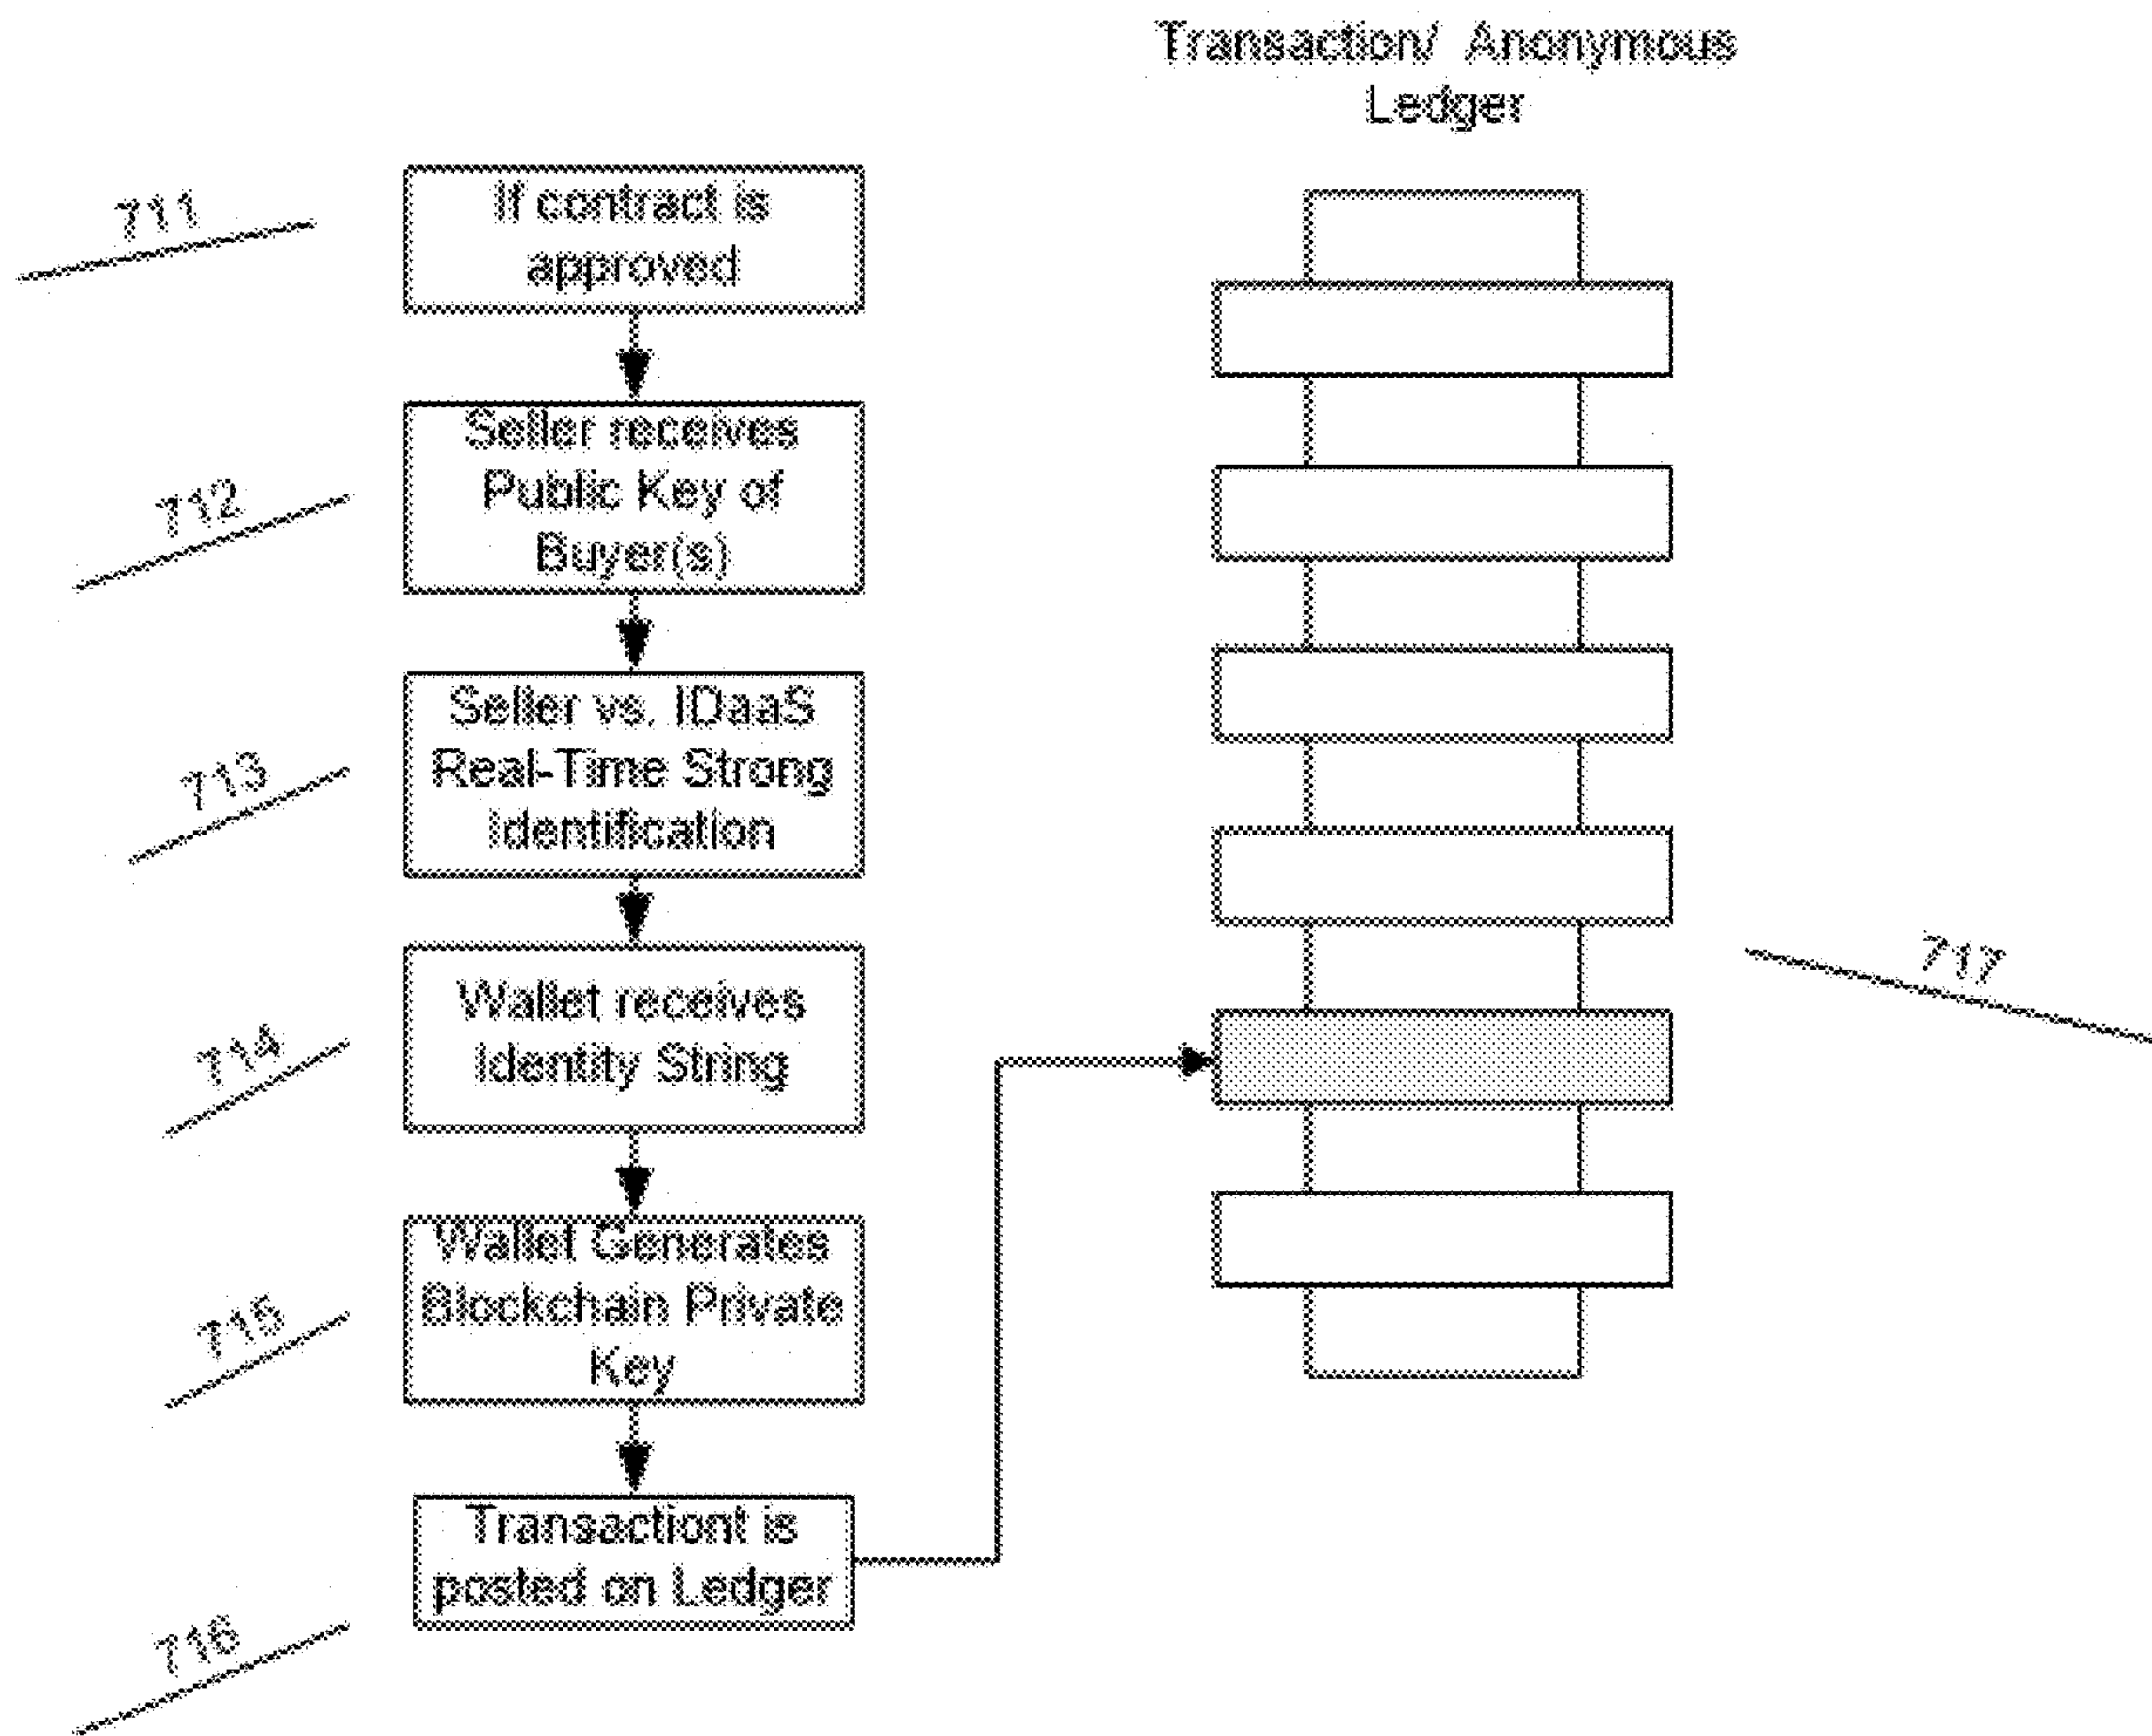 Transaction/ Anonymous
Ledger
711
If contract is
approved
712
Seller receives
Public Key of
Buyer(s)
713
Seller vs. IDaaS
Real-Time Strong
Identification
714
Wallet receives
Identity String
715
Wallet Generates
Blockchain Private
Key
716
Transactiont is
posted on Ledger
717